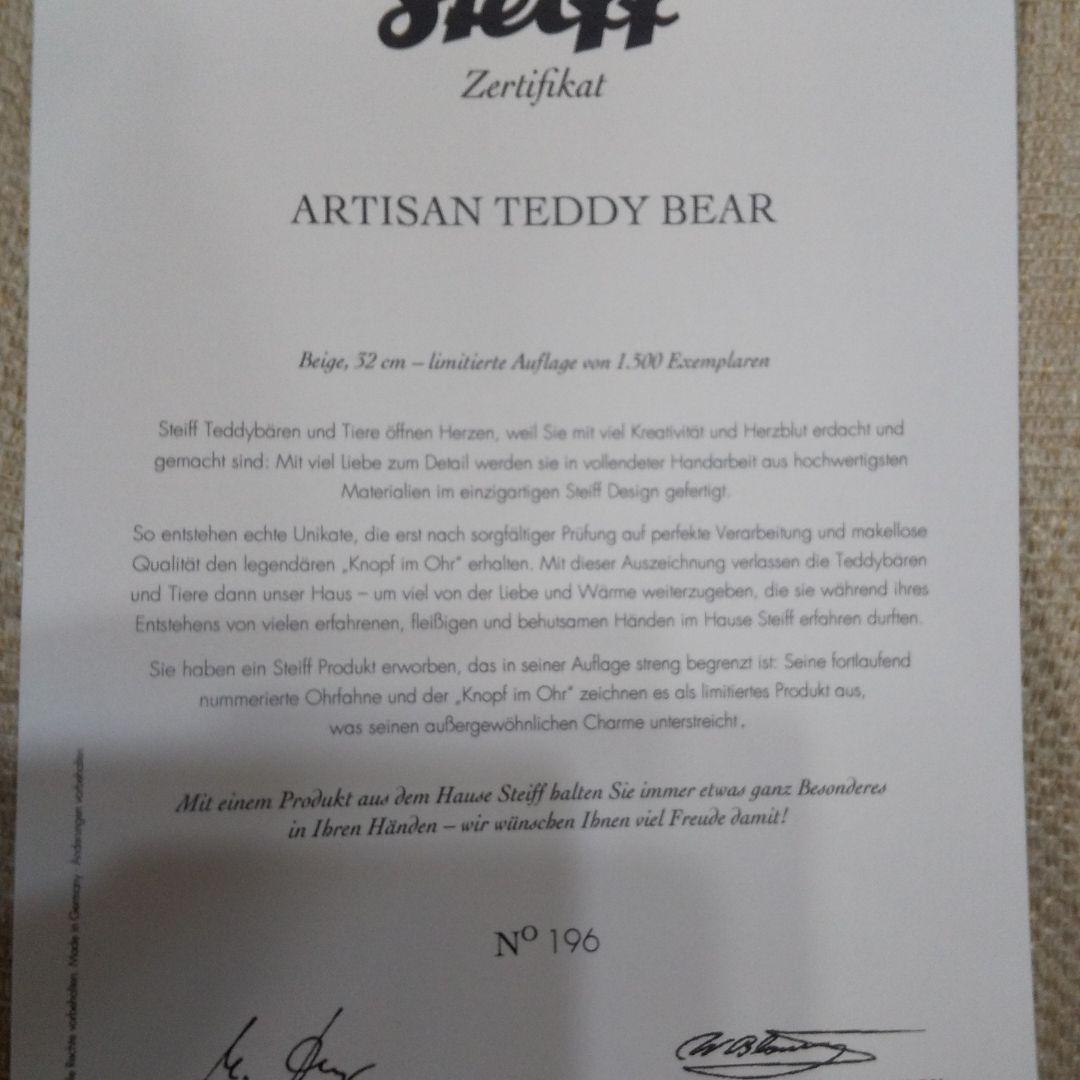 Steiff
Zertifikat
ARTISAN TEDDY BEAR
Beige, 32 cm – limitierte Auflage von 1.500 Exemplaren
Steiff Teddybären und Tiere öffnen Herzen, weil Sie mit viel Kreativität und Herzblut erdacht und
gemacht sind: Mit viel Liebe zum Detail werden sie in vollendeter Handarbeit aus hochwertigsten
Materialien im einzigartigen Steiff Design gefertigt.
So entstehen echte Unikate, die erst nach sorgfältiger Prüfung auf perfekte Verarbeitung und makellose
Qualität den legendären „Knopf im Ohr“ erhalten. Mit dieser Auszeichnung verlassen die Teddybären
und Tiere dann unser Haus – um viel von der Liebe und Wärme weiterzugeben, die sie während ihres
Entstehens von vielen erfahrenen, fleißigen und behutsamen Händen im Hause Steiff erfahren durften.
Sie haben ein Steiff Produkt erworben, das in seiner Auflage streng begrenzt ist: Seine fortlaufend
nummerierte Ohrfahne und der „Knopf im Ohr“ zeichnen es als limitiertes Produkt aus,
was seinen außergewöhnlichen Charme unterstreicht.
Mit einem Produkt aus dem Hause Steiff halten Sie immer etwas ganz Besonderes
in Ihren Händen – wir wünschen Ihnen viel Freude damit!
Nº 196
Rechte vorbehalten. Made in Germany · Änderungen vorbehalten